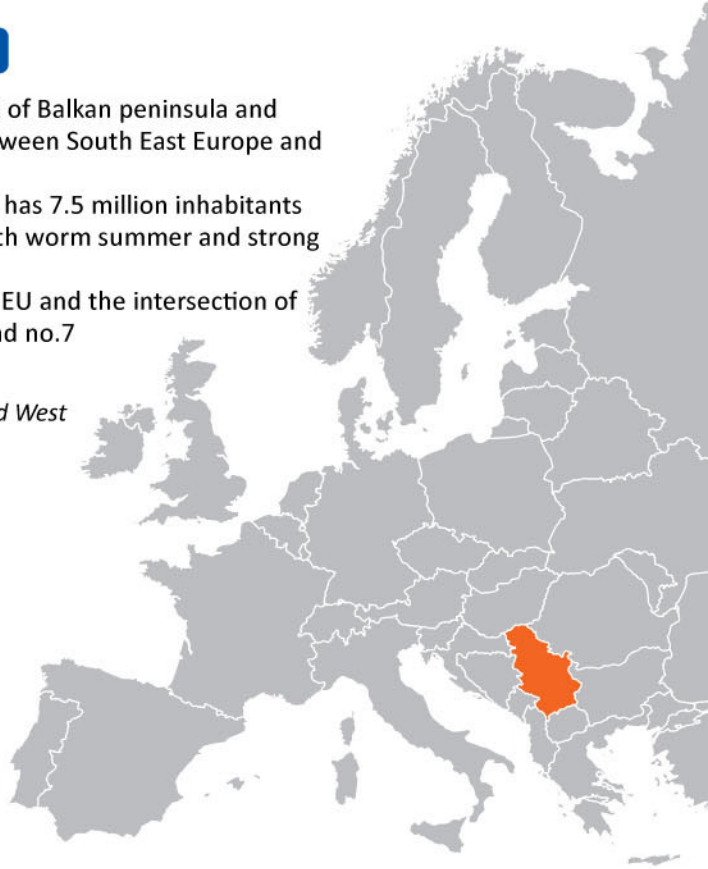 of Balkan peninsula and
ween South East Europe and
has 7.5 million inhabitants
th worm summer and strong
EU and the intersection of
nd no.7
d West